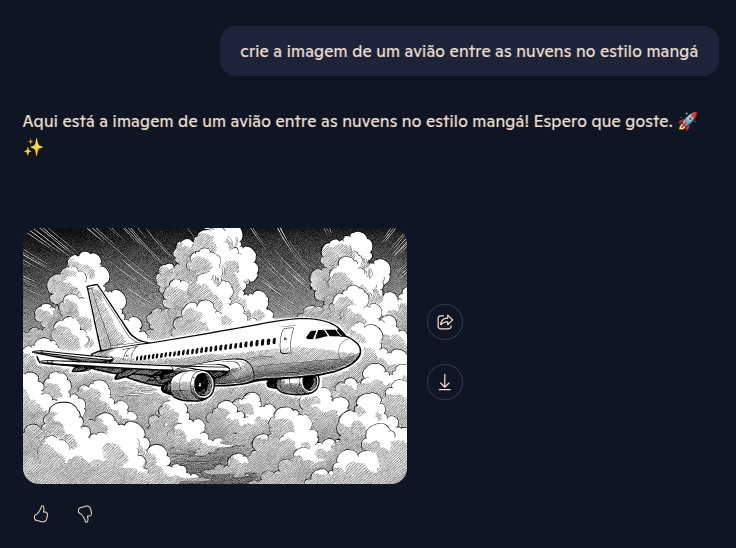 crie a imagem de um avião entre as nuvens no estilo mangá
Aqui está a imagem de um avião entre as nuvens no estilo mangá! Espero que goste. 🚀
✨